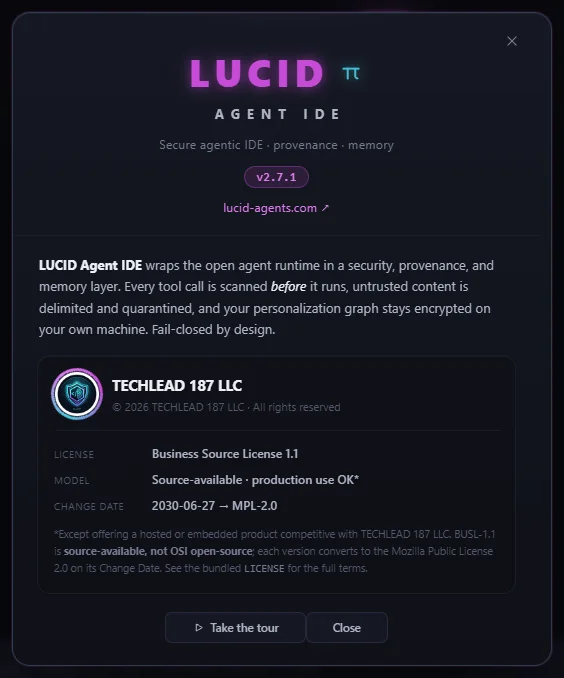 LUCID π
AGENT IDE
Secure agentic IDE · provenance · memory
v2.7.1
lucid-agents.com ↗
LUCID Agent IDE wraps the open agent runtime in a security, provenance, and
memory layer. Every tool call is scanned before it runs, untrusted content is
delimited and quarantined, and your personalization graph stays encrypted on
your own machine. Fail-closed by design.
TECHLEAD 187 LLC
© 2026 TECHLEAD 187 LLC · All rights reserved
LICENSE Business Source License 1.1
MODEL Source-available · production use OK*
CHANGE DATE 2030-06-27 → MPL-2.0
*Except offering a hosted or embedded product competitive with TECHLEAD 187 LLC. BUSL-1.1
is source-available, not OSI open-source; each version converts to the Mozilla Public License
2.0 on its Change Date. See the bundled LICENSE for the full terms.
Take the tour Close